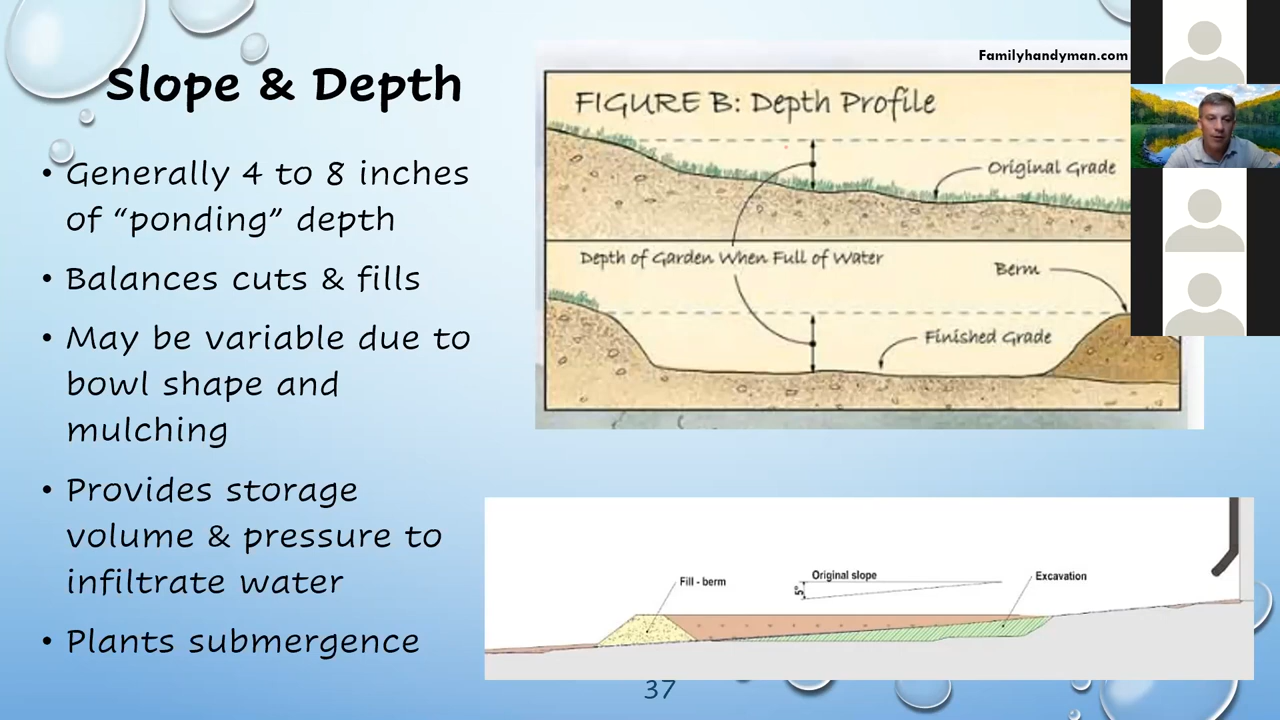 Slope & Depth
• Generally 4 to 8 inches
of “ponding” depth
• Balances cuts & fills
• May be variable due to
bowl shape and
mulching
• Provides storage
volume & pressure to
infiltrate water
• Plants submergence
Familyhandyman.com
FIGURE B: Depth Profile
Original Grade
Depth of Garden When Full of Water
Berm
Finished Grade
Fill - berm
Original slope
5°
Excavation
37